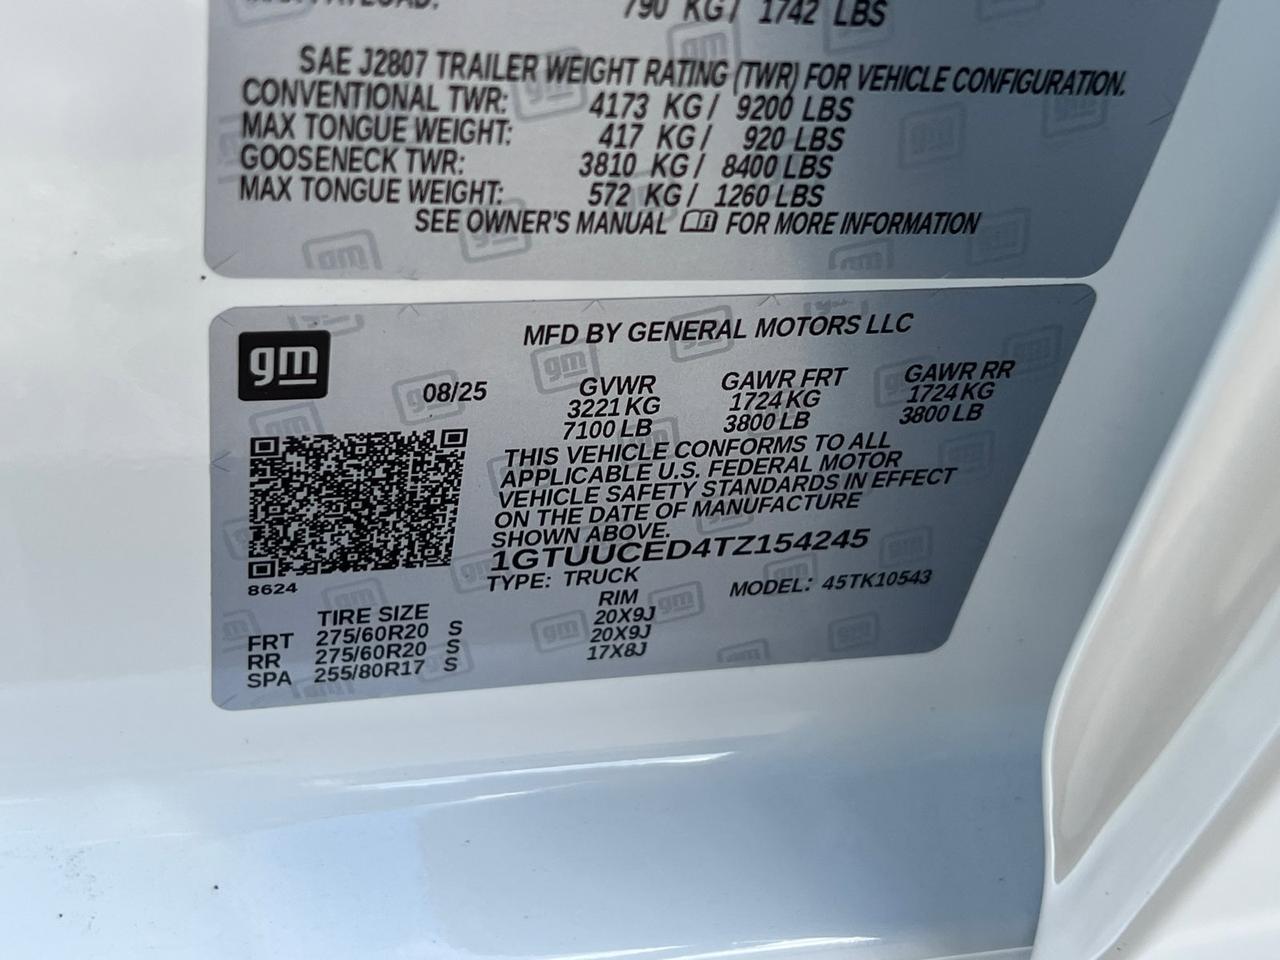 MAX PAYLOAD: 790 KG / 1742 LBS
SAE J2807 TRAILER WEIGHT RATING (TWR) FOR VEHICLE CONFIGURATION.
CONVENTIONAL TWR: 4173 KG / 9200 LBS
MAX TONGUE WEIGHT: 417 KG / 920 LBS
GOOSENECK TWR: 3810 KG / 8400 LBS
MAX TONGUE WEIGHT: 572 KG / 1260 LBS
SEE OWNER'S MANUAL FOR MORE INFORMATION
gm
MFD BY GENERAL MOTORS LLC
08/25 GVWR GAWR FRT GAWR RR
3221 KG 1724 KG 1724 KG
7100 LB 3800 LB 3800 LB
THIS VEHICLE CONFORMS TO ALL
APPLICABLE U.S. FEDERAL MOTOR
VEHICLE SAFETY STANDARDS IN EFFECT
ON THE DATE OF MANUFACTURE
SHOWN ABOVE.
1GTUUCED4TZ154245
8624 TYPE: TRUCK MODEL: 45TK10543
TIRE SIZE RIM
FRT 275/60R20 S 20X9J
RR 275/60R20 S 20X9J
SPA 255/80R17 S 17X8J